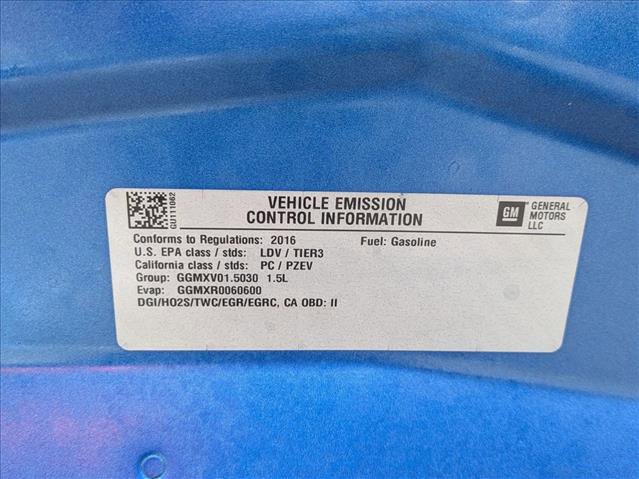 GU111062
VEHICLE EMISSION
CONTROL INFORMATION
GM
GENERAL
MOTORS
LLC
Conforms to Regulations: 2016 Fuel: Gasoline
U.S. EPA class / stds: LDV / TIER3
California class / stds: PC / PZEV
Group: GGMXV01.5030 1.5L
Evap: GGMXR0060600
DGI/HO2S/TWC/EGR/EGRC, CA OBD: II